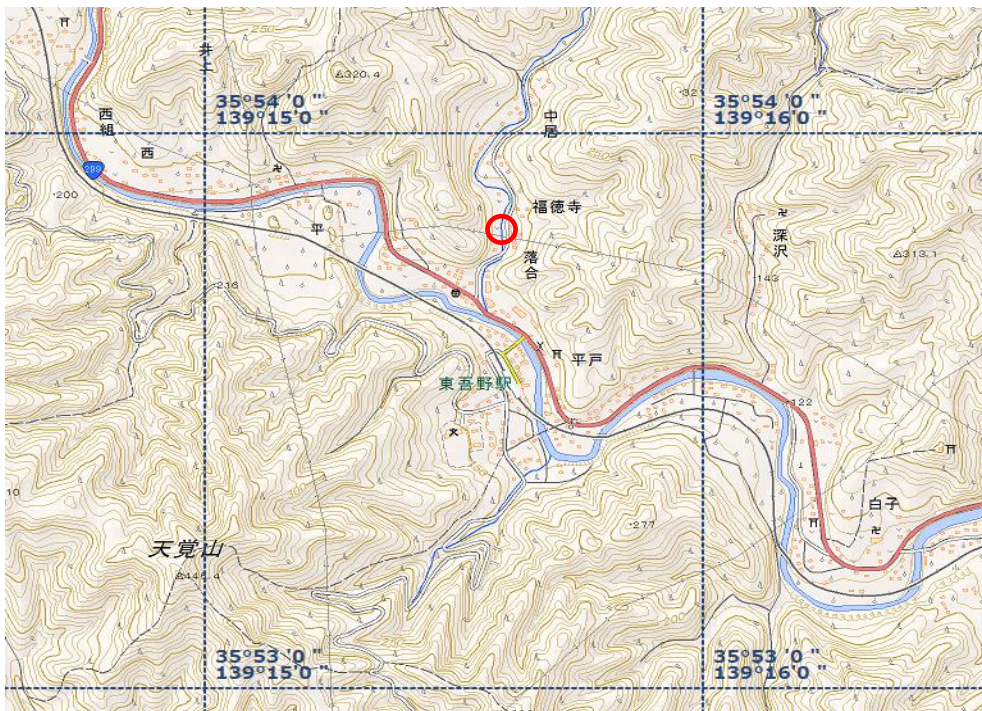 井上
△320.4
中居
・321
35°54 '0 "
139°15'0 "
35°54 '0 "
139°16'0 "
西組
西
299
・200
福徳寺
平
深沢
落合
△313.1
・143
・216
平戸
東吾野駅
・122
10
白子
・277
天覚山
△445.4
35°53 '0 "
139°15'0 "
35°53 '0 "
139°16'0 "